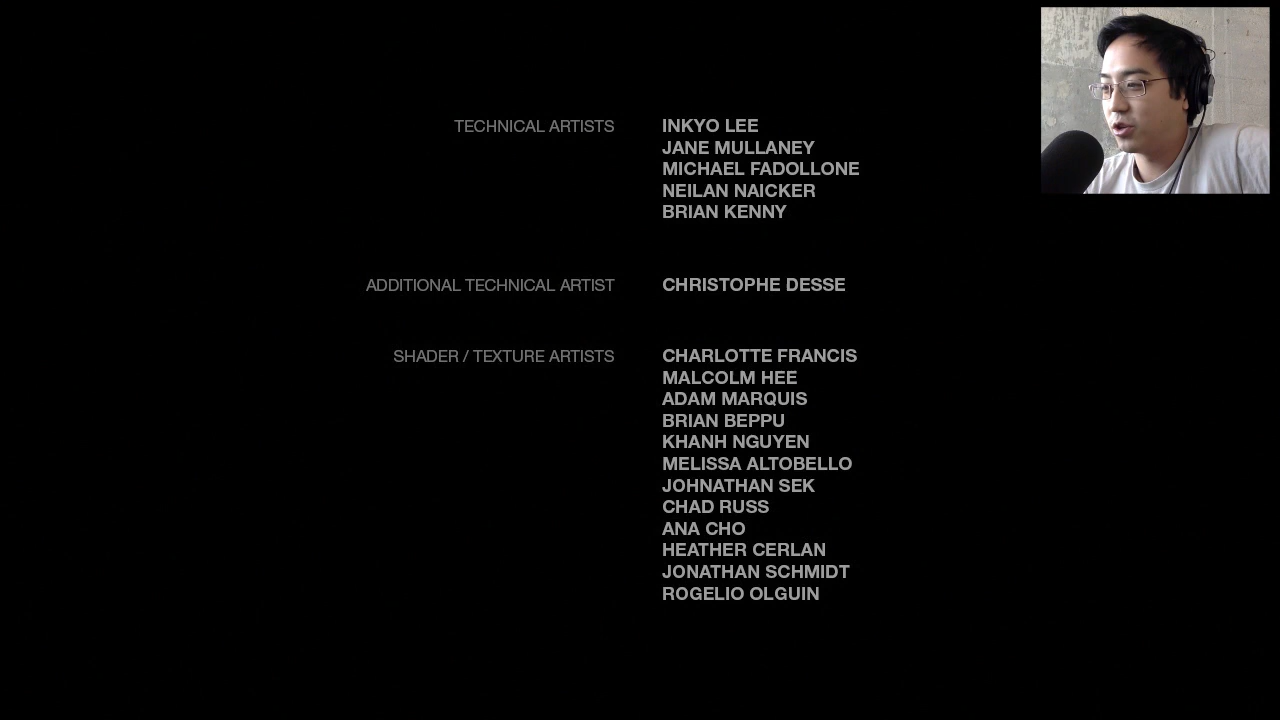 TECHNICAL ARTISTS INKYO LEE
JANE MULLANEY
MICHAEL FADOLLONE
NEILAN NAICKER
BRIAN KENNY
ADDITIONAL TECHNICAL ARTIST CHRISTOPHE DESSE
SHADER / TEXTURE ARTISTS CHARLOTTE FRANCIS
MALCOLM HEE
ADAM MARQUIS
BRIAN BEPPU
KHANH NGUYEN
MELISSA ALTOBELLO
JOHNATHAN SEK
CHAD RUSS
ANA CHO
HEATHER CERLAN
JONATHAN SCHMIDT
ROGELIO OLGUIN